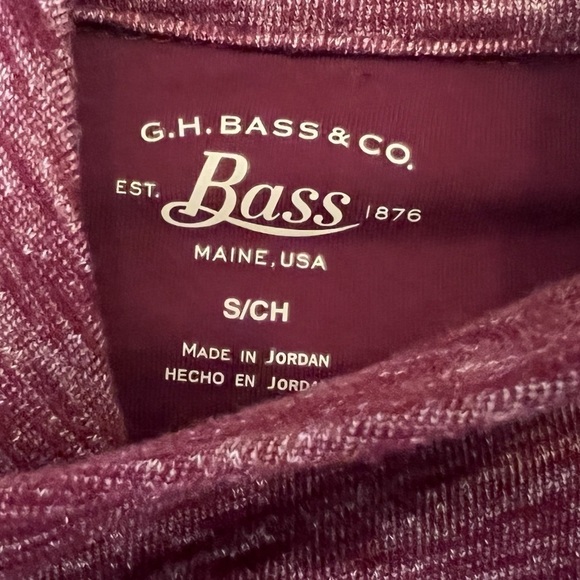 G.H. BASS & CO.
EST. Bass 1876
MAINE, USA
S/CH
MADE IN JORDAN
HECHO EN